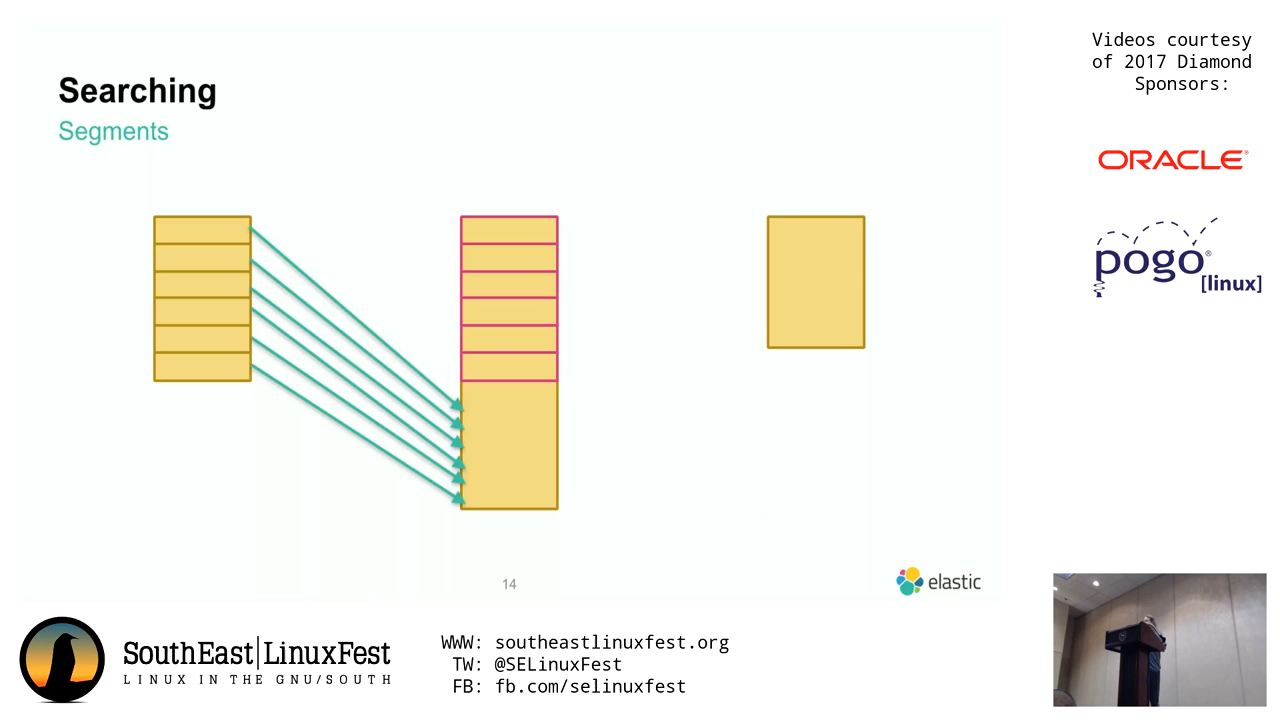 Searching
Segments
14
elastic
Videos courtesy
of 2017 Diamond
Sponsors:
ORACLE®
pogo®
[linux]
SouthEast|LinuxFest
LINUX IN THE GNU/SOUTH
WWW: southeastlinuxfest.org
TW: @SELinuxFest
FB: fb.com/selinuxfest